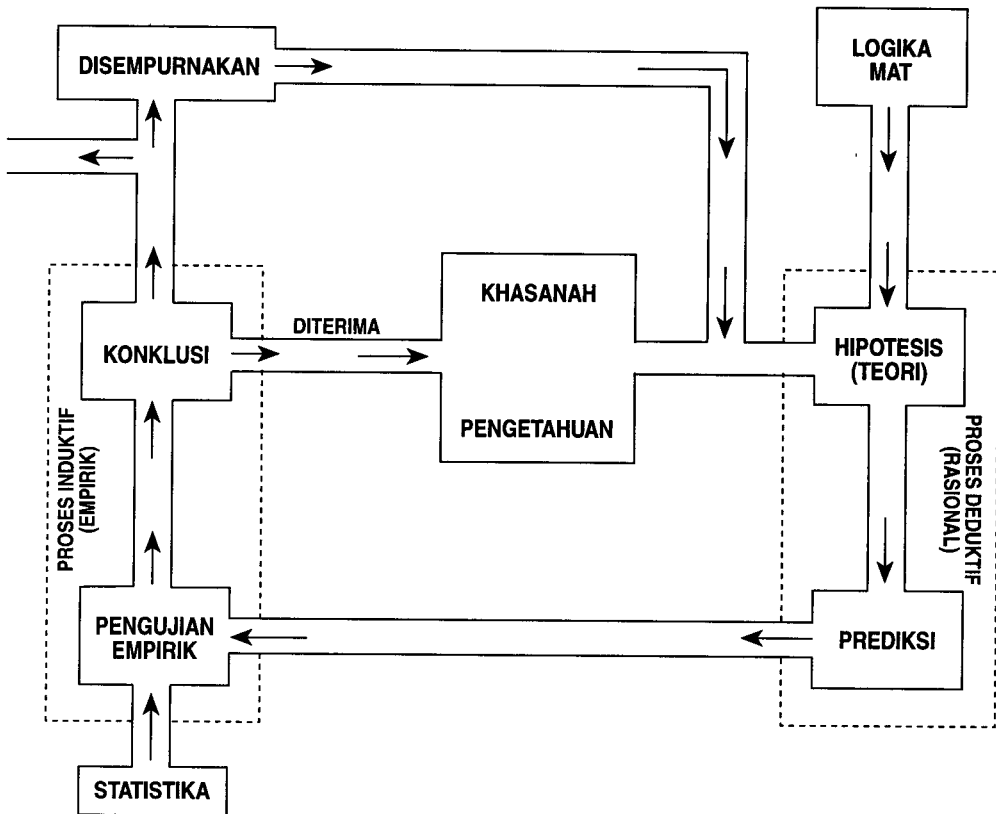 DISEMPURNAKAN
LOGIKA
MAT
KHASANAH
DITERIMA
KONKLUSI
HIPOTESIS
(TEORI)
PENGETAHUAN
PROSES INDUKTIF
(EMPIRIK)
PROSES DEDUKTIF
(RASIONAL)
PENGUJIAN
EMPIRIK
PREDIKSI
STATISTIKA